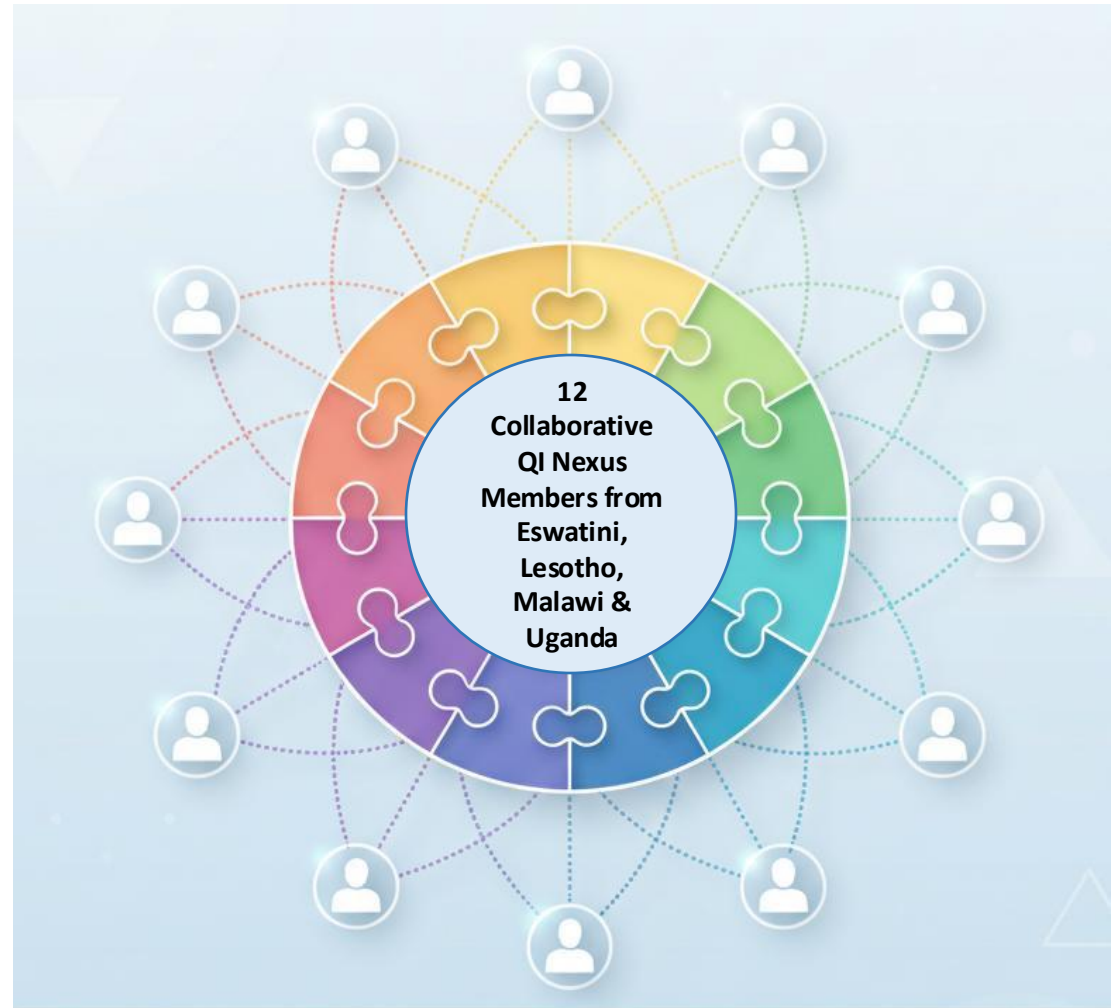 12
Collaborative
QI Nexus
Members from
Eswatini,
Lesotho,
Malawi &
Uganda